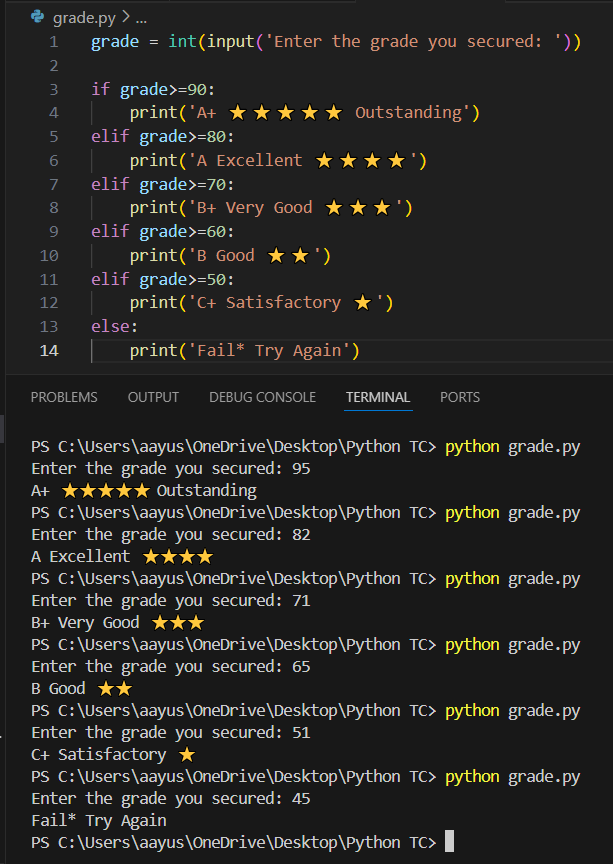 grade.py > ...
1 grade = int(input('Enter the grade you secured: '))
2
3 if grade>=90:
4     print('A+ ⭐⭐⭐⭐⭐ Outstanding')
5 elif grade>=80:
6     print('A Excellent ⭐⭐⭐⭐')
7 elif grade>=70:
8     print('B+ Very Good ⭐⭐⭐')
9 elif grade>=60:
10     print('B Good ⭐⭐')
11 elif grade>=50:
12     print('C+ Satisfactory ⭐')
13 else:
14     print('Fail* Try Again')
PROBLEMS OUTPUT DEBUG CONSOLE TERMINAL PORTS
PS C:\Users\aayus\OneDrive\Desktop\Python TC> python grade.py
Enter the grade you secured: 95
A+ ⭐⭐⭐⭐⭐ Outstanding
PS C:\Users\aayus\OneDrive\Desktop\Python TC> python grade.py
Enter the grade you secured: 82
A Excellent ⭐⭐⭐⭐
PS C:\Users\aayus\OneDrive\Desktop\Python TC> python grade.py
Enter the grade you secured: 71
B+ Very Good ⭐⭐⭐
PS C:\Users\aayus\OneDrive\Desktop\Python TC> python grade.py
Enter the grade you secured: 65
B Good ⭐⭐
PS C:\Users\aayus\OneDrive\Desktop\Python TC> python grade.py
Enter the grade you secured: 51
C+ Satisfactory ⭐
PS C:\Users\aayus\OneDrive\Desktop\Python TC> python grade.py
Enter the grade you secured: 45
Fail* Try Again
PS C:\Users\aayus\OneDrive\Desktop\Python TC>